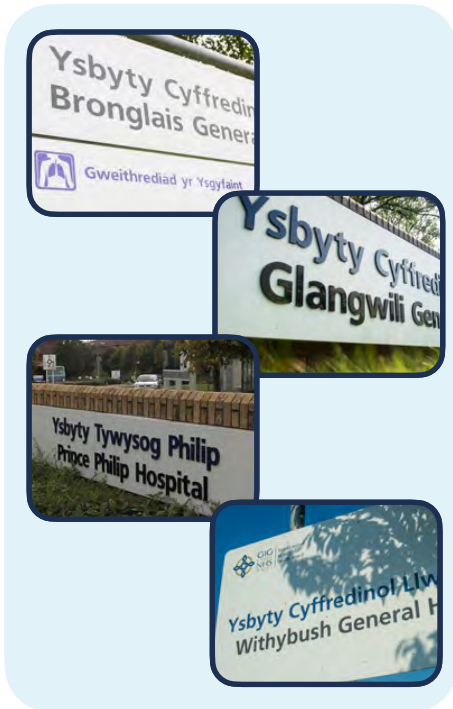 Ysbyty Cyffredin
Bronglais Genera
Gweithrediad yr Ysgyfaint
Ysbyty Cyffredi
Glangwili Gen
Ysbyty Tywysog Philip
Prince Philip Hospital
GIG
NHS
Ysbyty Cyffredinol Llw
Withybush General H